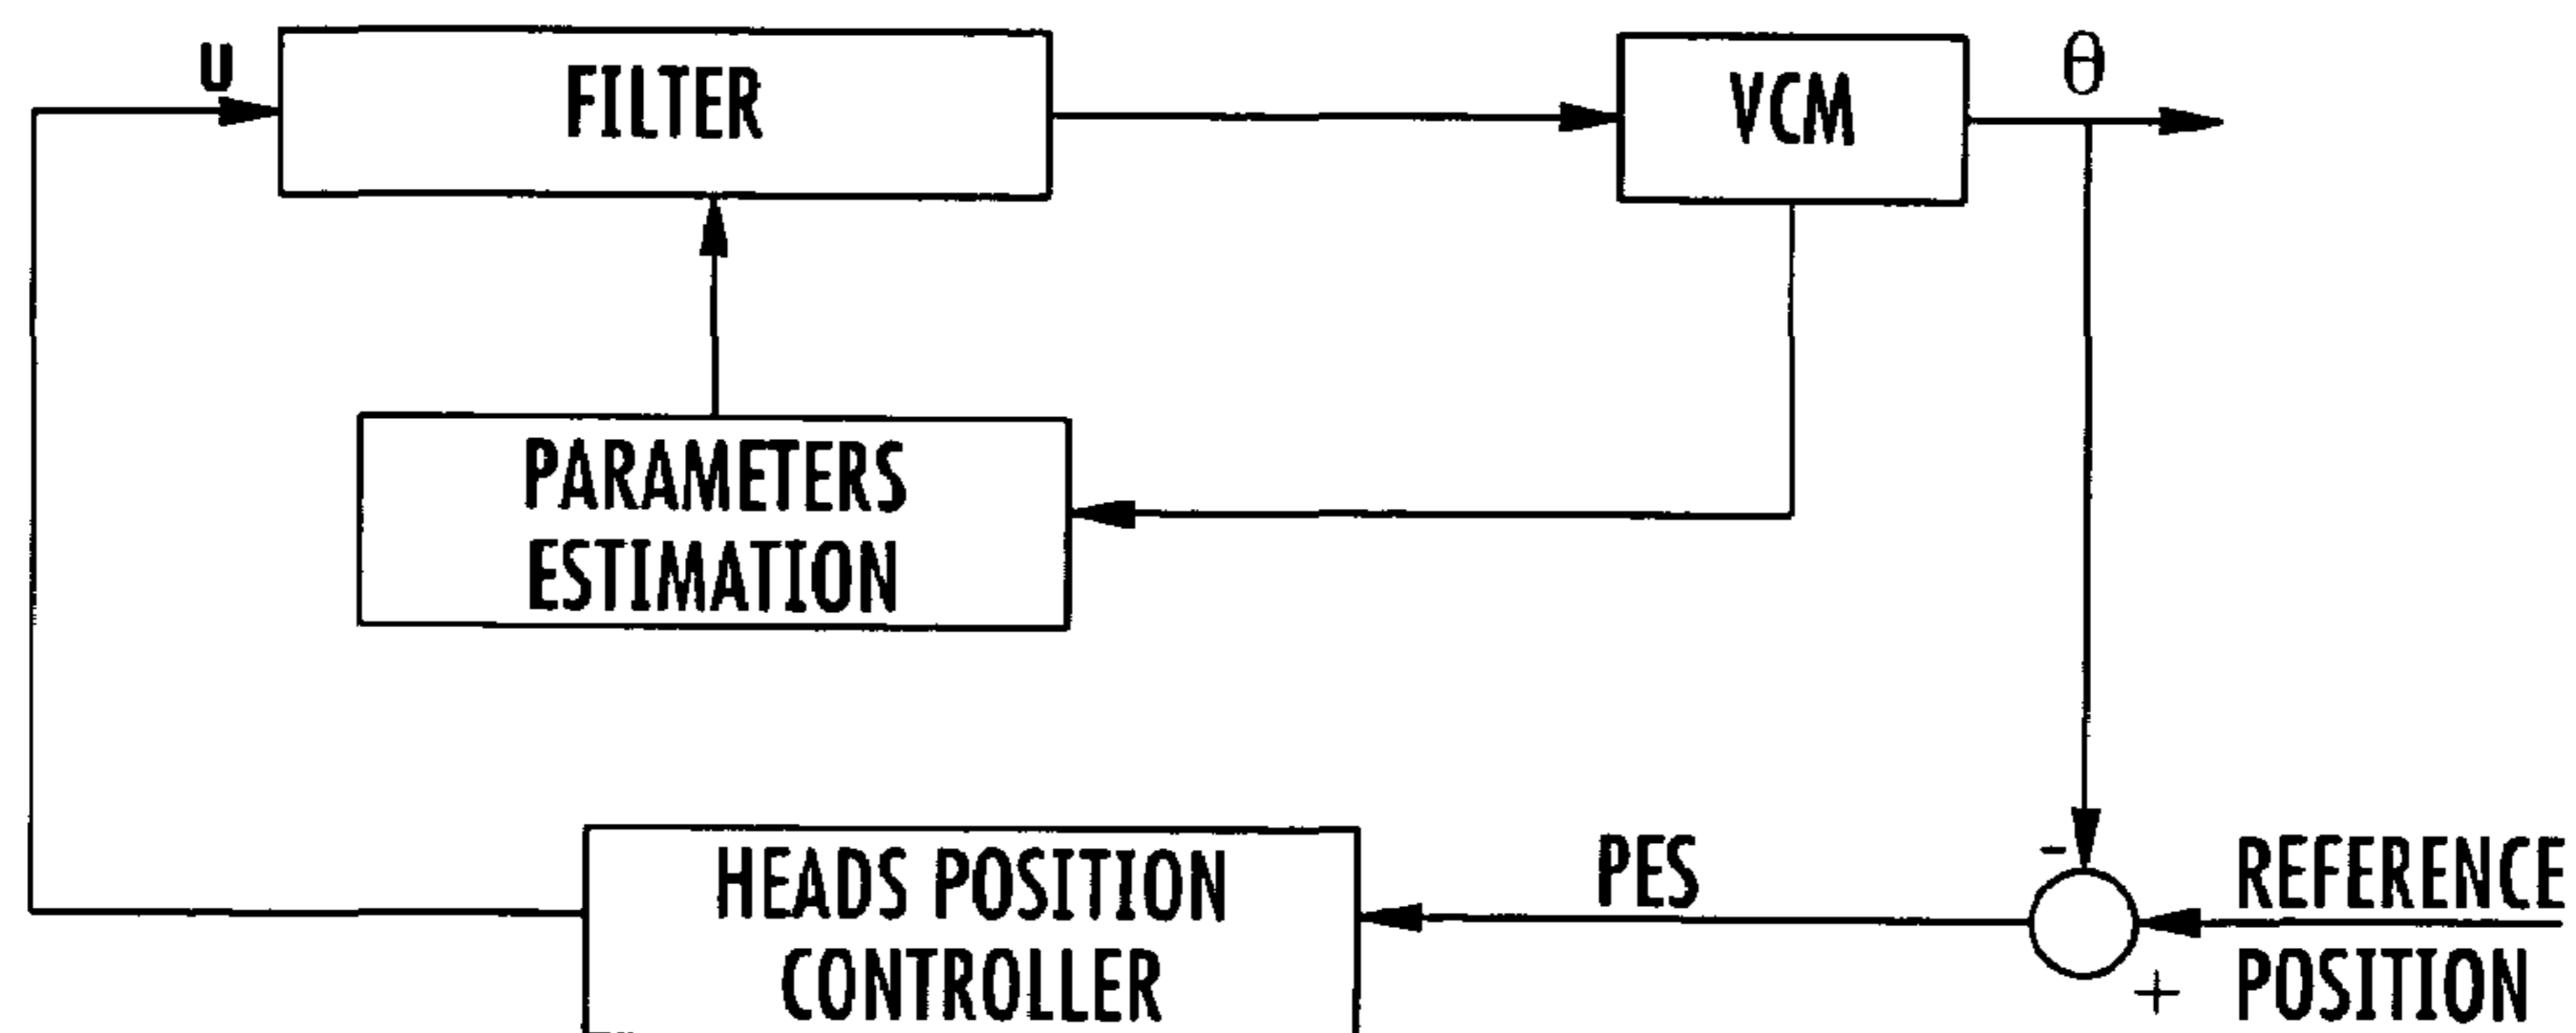 U
FILTER
VCM
θ
PARAMETERS
ESTIMATION
HEADS POSITION
CONTROLLER
PES
-
+
REFERENCE
POSITION